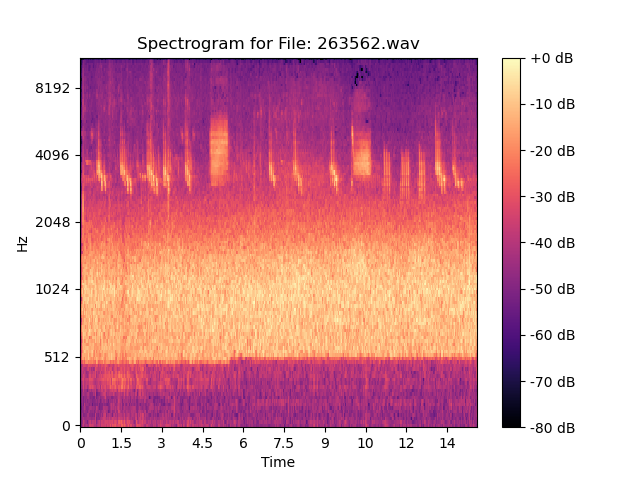 Spectrogram for File: 263562.wav
8192
4096
2048
1024
512
0
Hz
0 1.5 3 4.5 6 7.5 9 10 12 14
Time
+0 dB
-10 dB
-20 dB
-30 dB
-40 dB
-50 dB
-60 dB
-70 dB
-80 dB